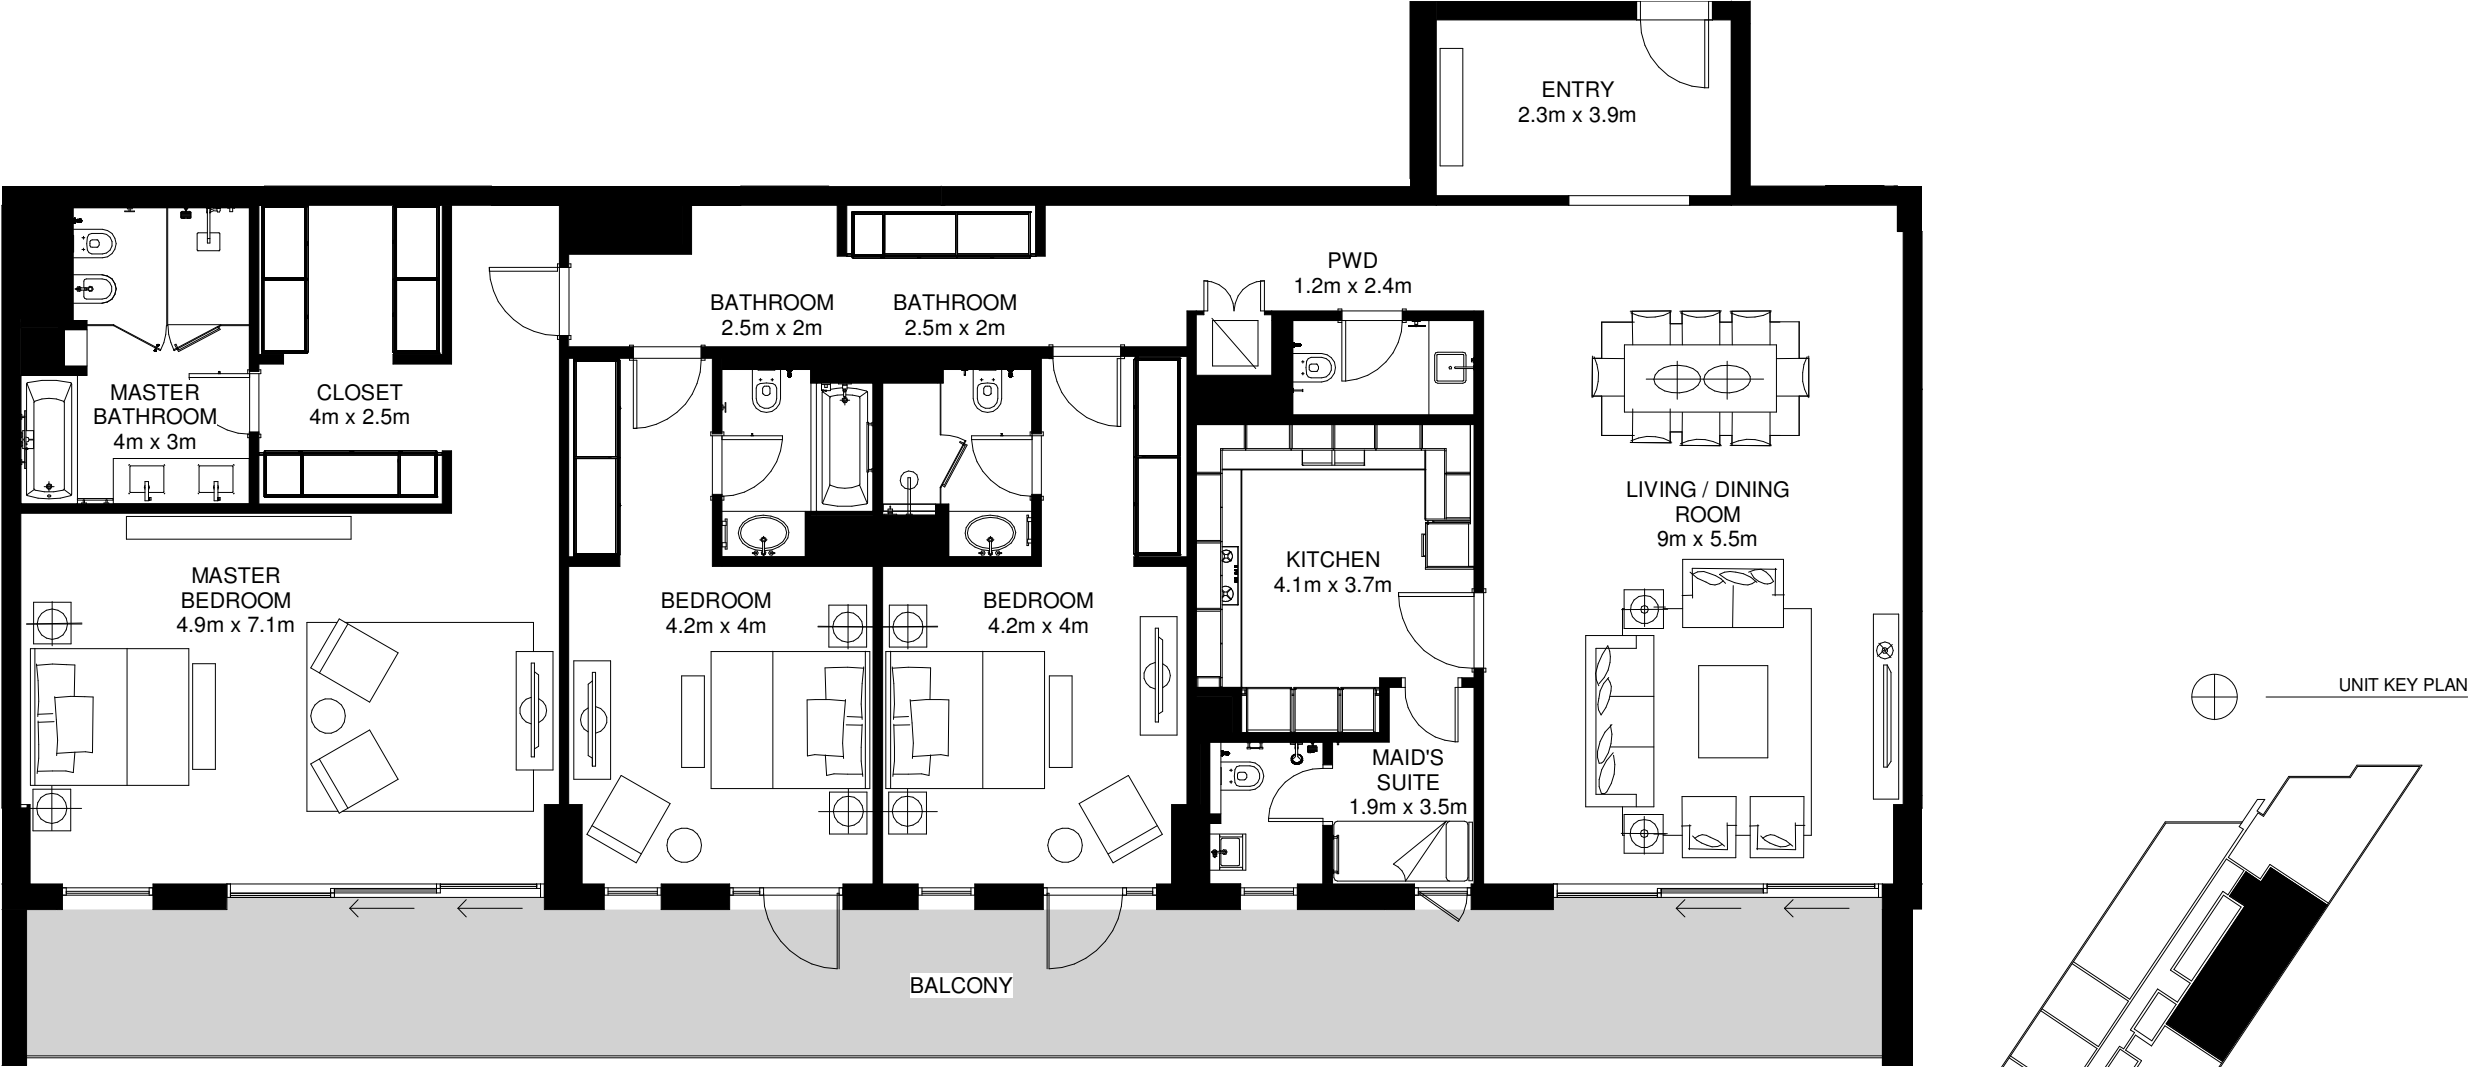 ENTRY
2.3m x 3.9m
PWD
1.2m x 2.4m
BATHROOM
2.5m x 2m
BATHROOM
2.5m x 2m
MASTER
BATHROOM
4m x 3m
CLOSET
4m x 2.5m
LIVING / DINING
ROOM
9m x 5.5m
KITCHEN
4.1m x 3.7m
MASTER
BEDROOM
4.9m x 7.1m
BEDROOM
4.2m x 4m
BEDROOM
4.2m x 4m
UNIT KEY PLAN
MAID'S
SUITE
1.9m x 3.5m
BALCONY